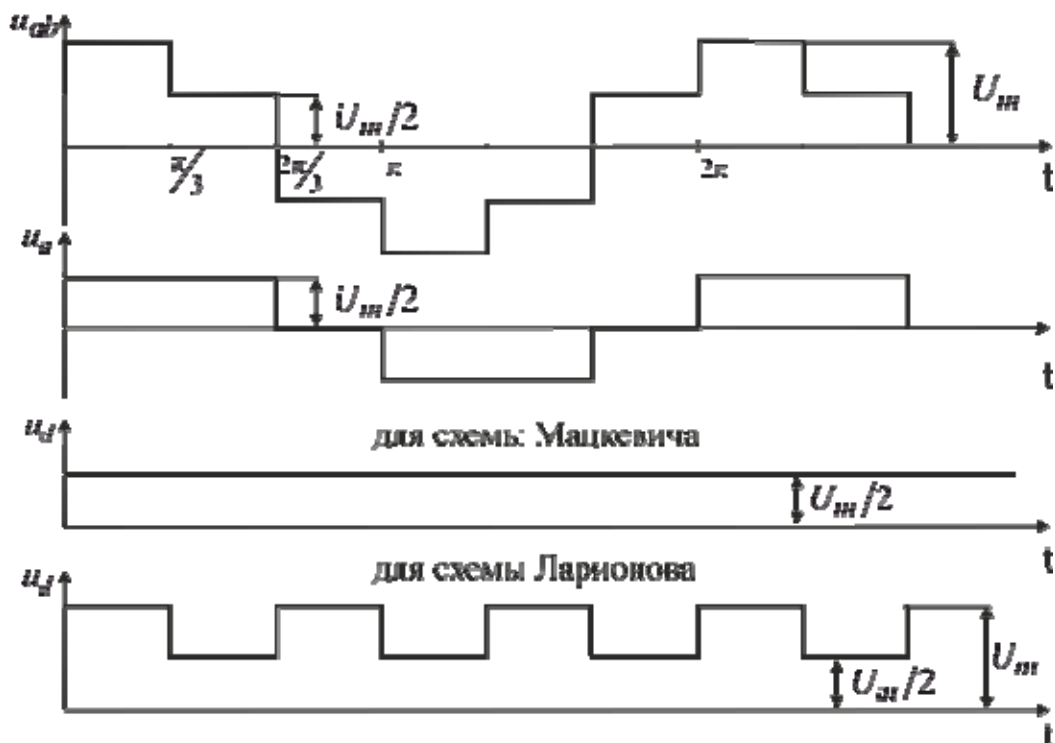 u_ab
U_m
U_m/2
π/3
2π/3
π
2π
t
u_a
U_m/2
t
u_d
для схемы Мацкевича
U_m/2
t
для схемы Ларионова
u_d
U_m
U_m/2
t